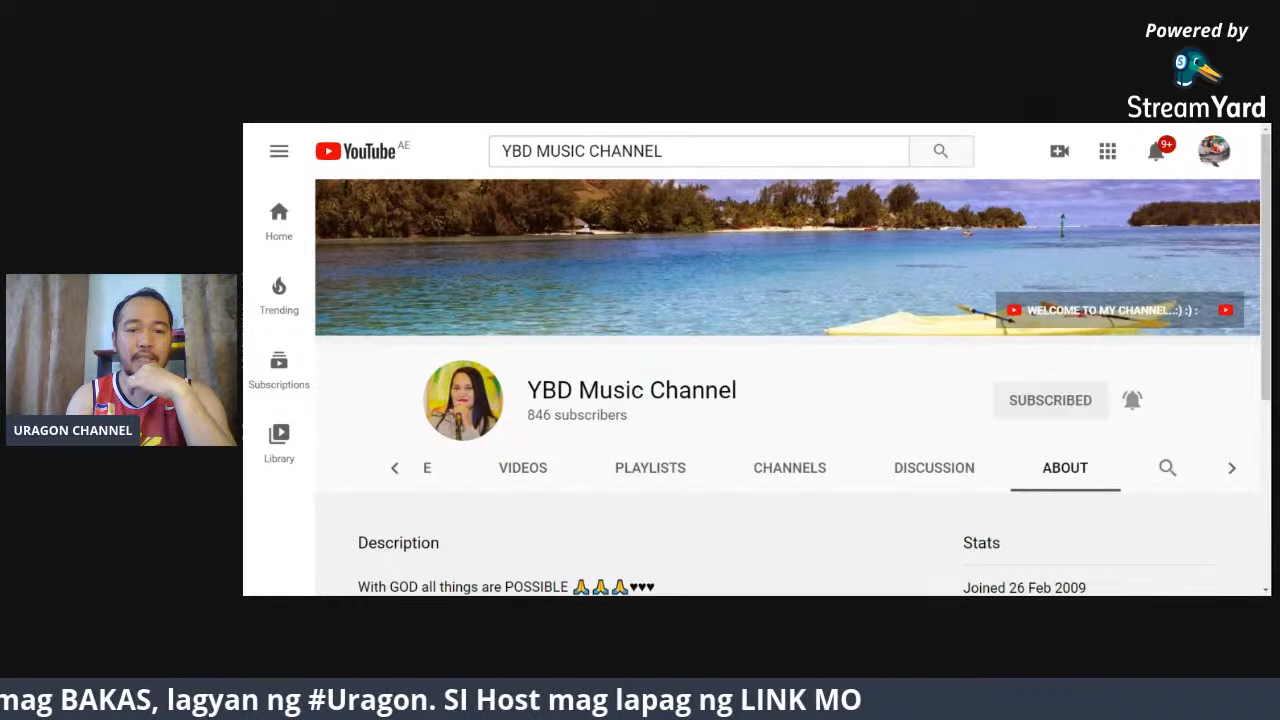 Powered by
StreamYard
YouTube AE
YBD MUSIC CHANNEL
9+
Home
Trending
Subscriptions
Library
WELCOME TO MY CHANNEL..:) :) :
YBD Music Channel
846 subscribers
SUBSCRIBED
E VIDEOS PLAYLISTS CHANNELS DISCUSSION ABOUT
Description
With GOD all things are POSSIBLE 🙏🙏🙏♥♥♥
Stats
Joined 26 Feb 2009
URAGON CHANNEL
mag BAKAS, lagyan ng #Uragon. SI Host mag lapag ng LINK MO